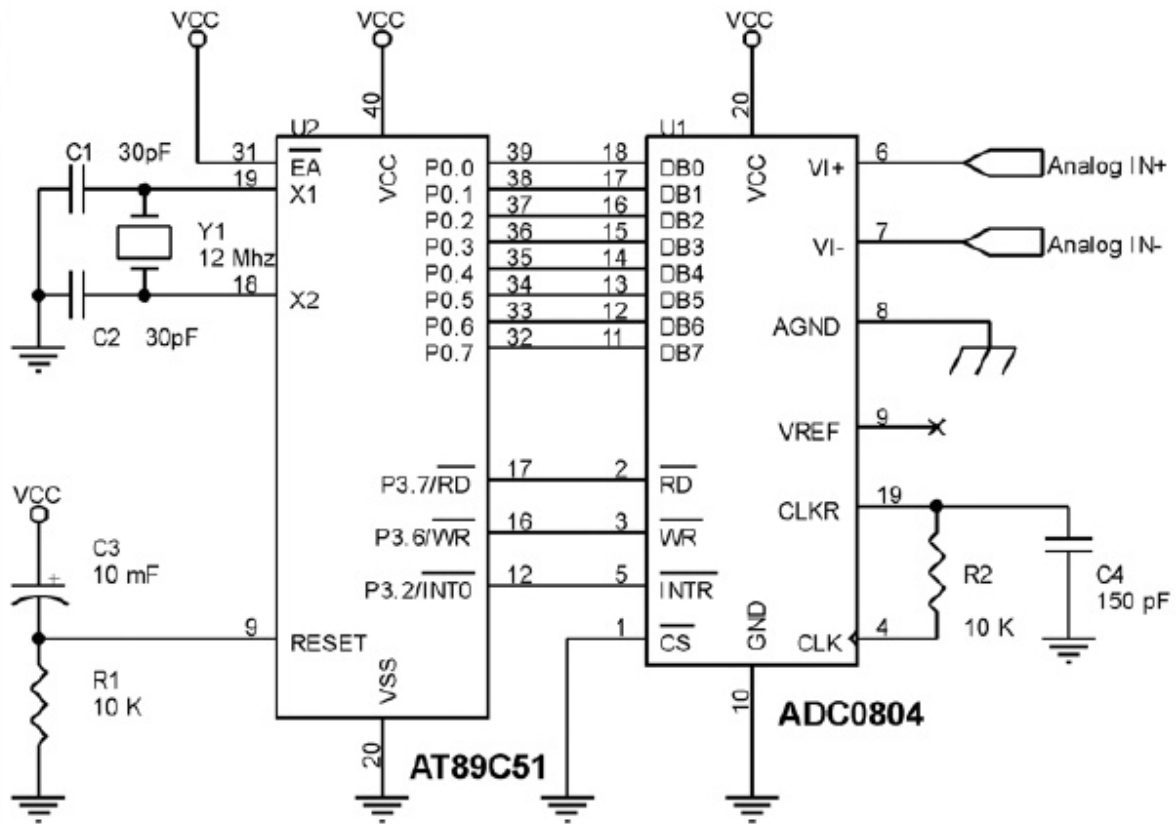 VCC
VCC
VCC
U2
U1
40
20
C1 30pF
31
19
EA
X1
VCC
Y1
12 Mhz
18
X2
C2 30pF
P0.0 39 18 DB0
P0.1 38 17 DB1
P0.2 37 16 DB2
P0.3 36 15 DB3
P0.4 35 14 DB4
P0.5 34 13 DB5
P0.6 33 12 DB6
P0.7 32 11 DB7
VCC
VI+ 6 Analog IN+
VI- 7 Analog IN-
AGND 8
VREF 9
P3.7/RD 17 2 RD
P3.6/WR 16 3 WR
P3.2/INT0 12 5 INTR
1 CS
CLKR 19
R2
10 K
C4
150 pF
CLK 4
GND
10
VCC
C3
10 mF
+
9 RESET
R1
10 K
VSS
20
AT89C51
ADC0804